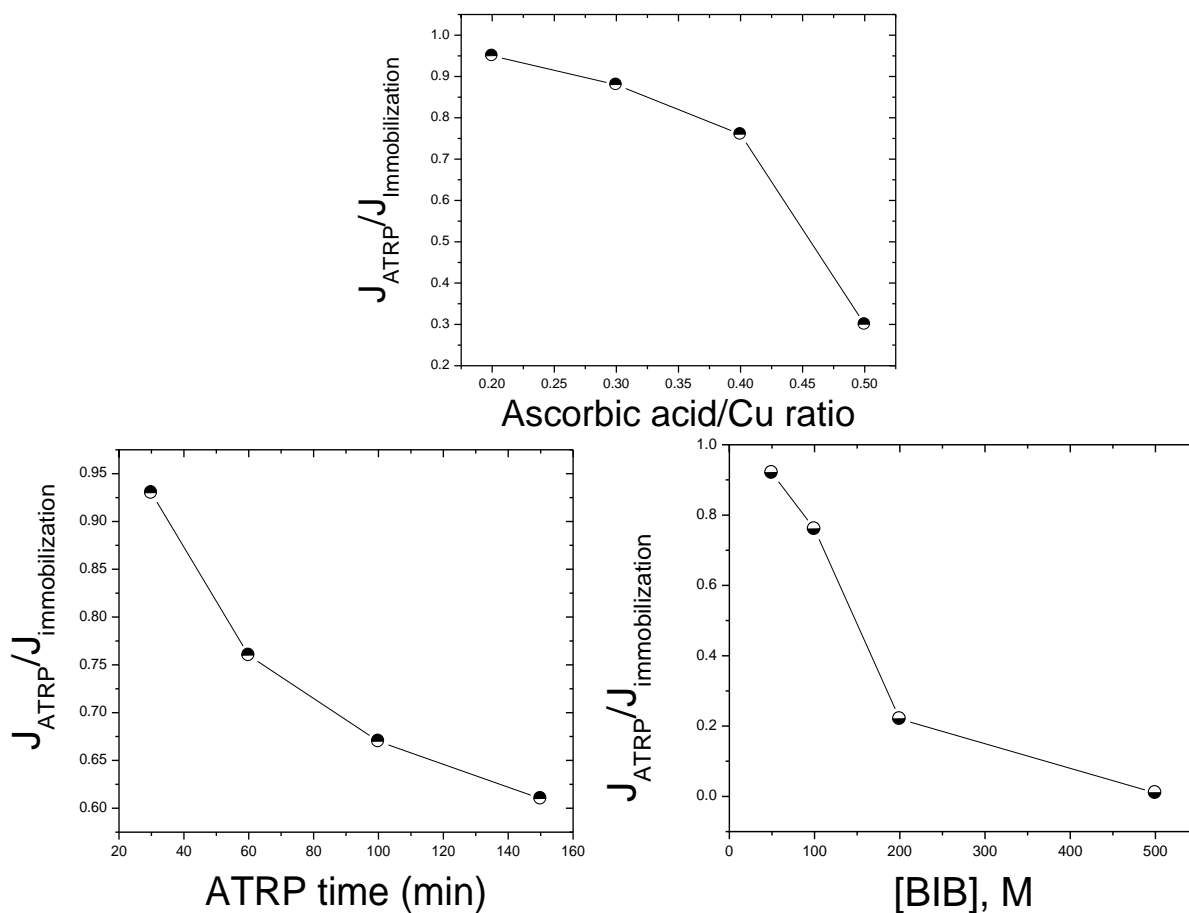 1.0
0.9
0.8
0.7
0.6
0.5
0.4
0.3
0.2
J_ATRP/J_Immobilization
0.20 0.25 0.30 0.35 0.40 0.45 0.50
Ascorbic acid/Cu ratio
0.95
0.90
0.85
0.80
0.75
0.70
0.65
0.60
J_ATRP/J_immobilization
20 40 60 80 100 120 140 160
ATRP time (min)
1.0
0.8
0.6
0.4
0.2
0.0
J_ATRP/J_immobilization
0 100 200 300 400 500
[BIB], M